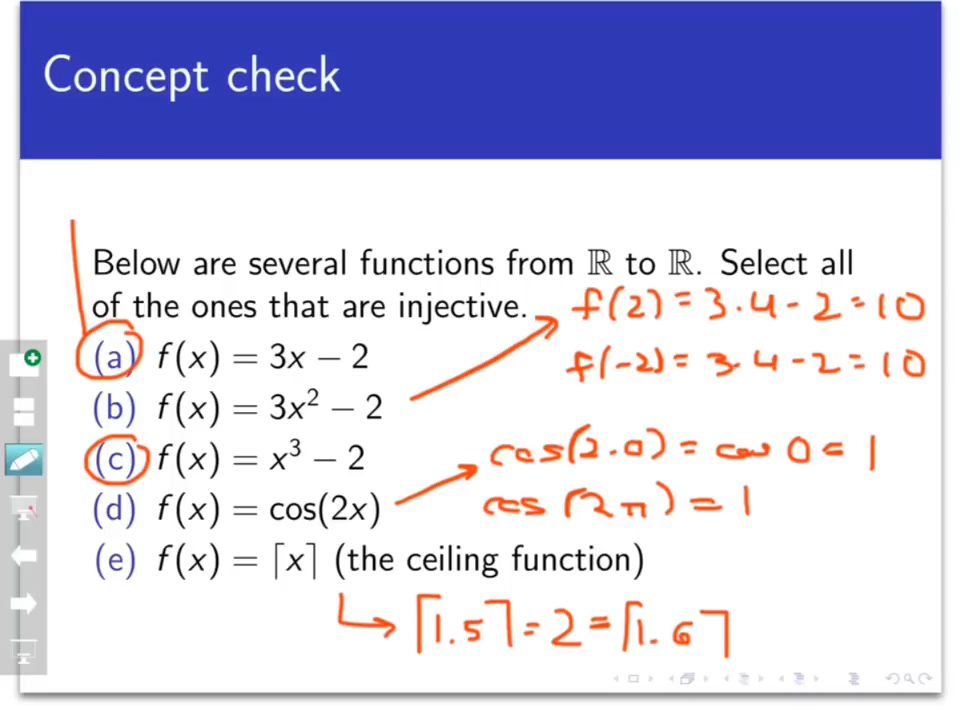 Concept check
Below are several functions from ℝ to ℝ. Select all
of the ones that are injective.
f(2) = 3·4 - 2 = 10
(a) f(x) = 3x − 2
f(-2) = 3·4 - 2 = 10
(b) f(x) = 3x² − 2
(c) f(x) = x³ − 2
cos(2·0) = cos 0 = 1
(d) f(x) = cos(2x)
cos(2π) = 1
(e) f(x) = ⌈x⌉ (the ceiling function)
⌈1.5⌉ = 2 = ⌈1.6⌉